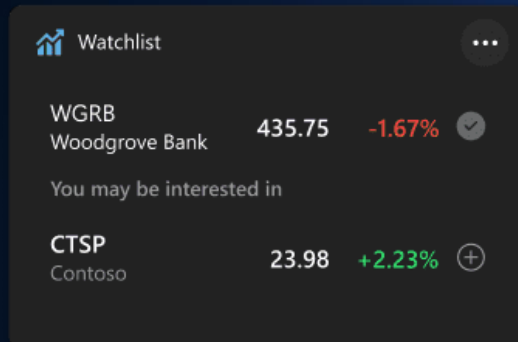 Watchlist
WGRB
Woodgrove Bank
435.75
-1.67%
You may be interested in
CTSP
Contoso
23.98
+2.23%